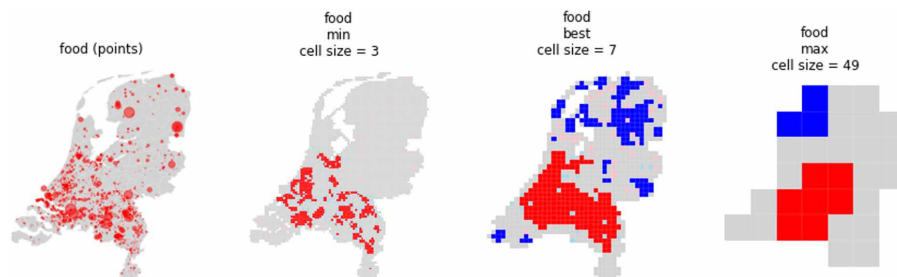 food (points)
food
min
cell size = 3
food
best
cell size = 7
food
max
cell size = 49